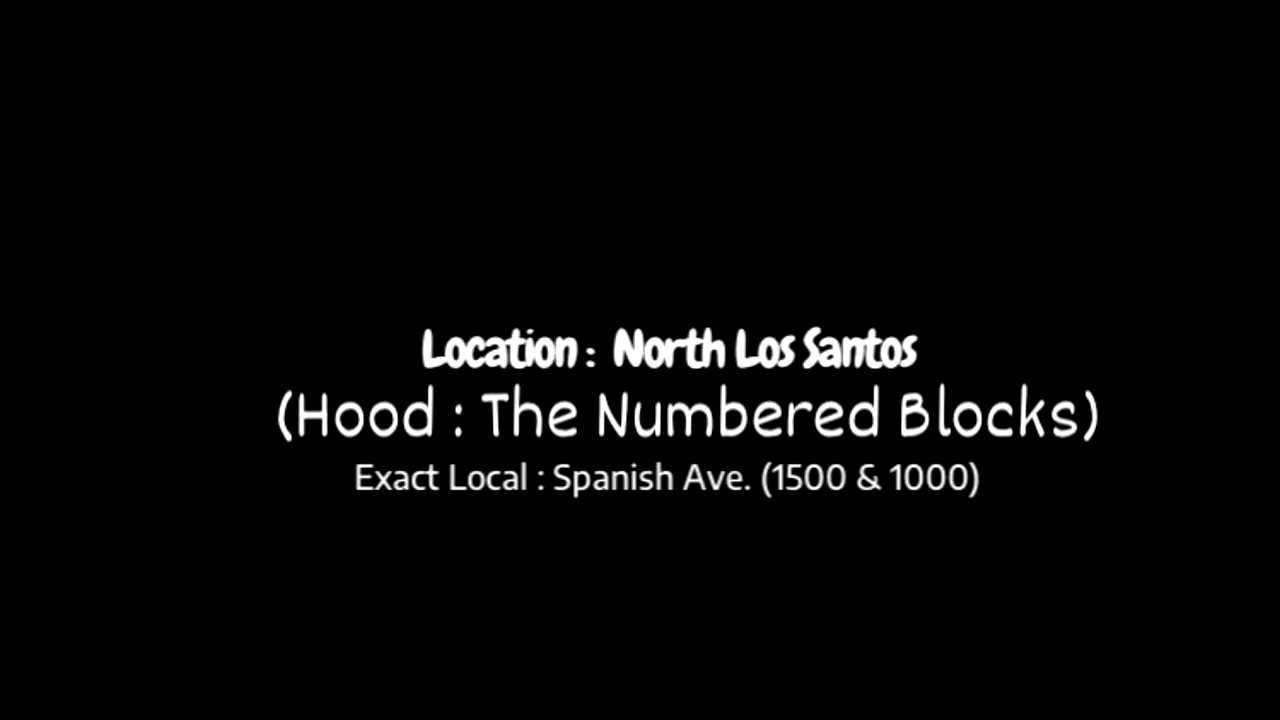 Location : North Los Santos
(Hood : The Numbered Blocks)
Exact Local : Spanish Ave. (1500 & 1000)